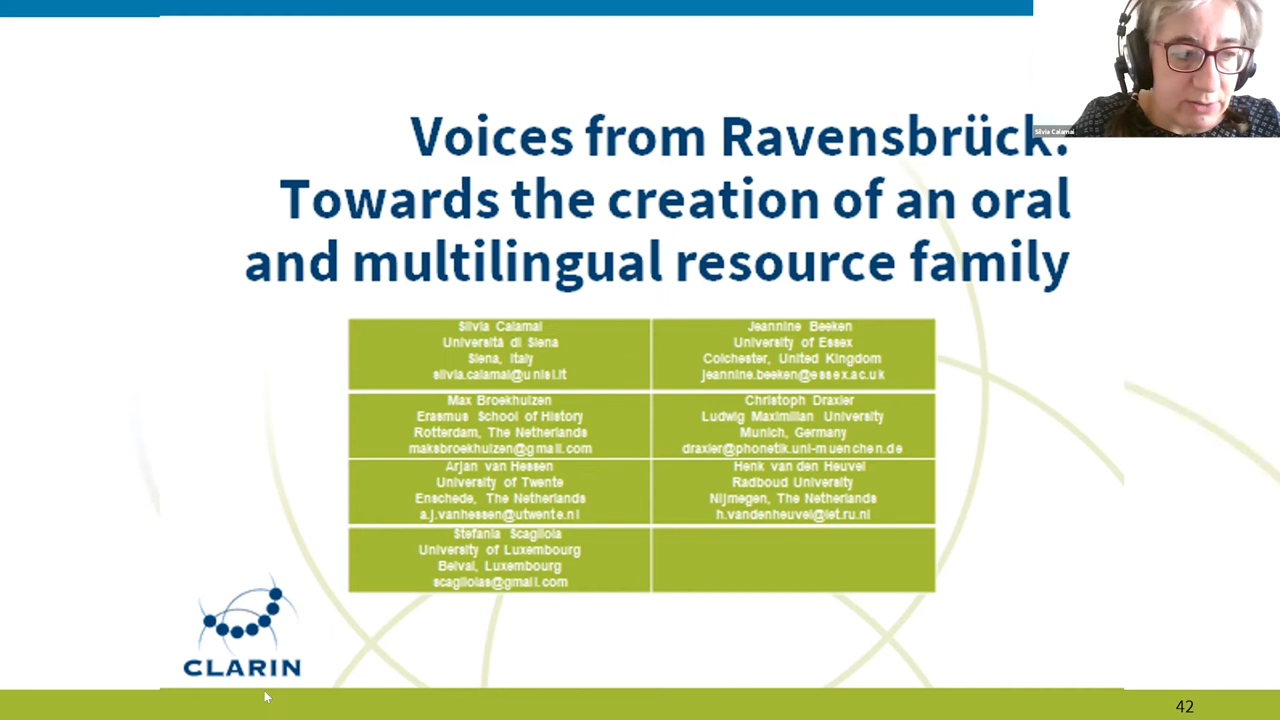 Silvia Calamai
Voices from Ravensbrück:
Towards the creation of an oral
and multilingual resource family
Silvia Calamai
Università di Siena
Siena, Italy
silvia.calamai@unisi.it
Jeannine Beeken
University of Essex
Colchester, United Kingdom
jeannine.beeken@essex.ac.uk
Max Broekhuizen
Erasmus School of History
Rotterdam, The Netherlands
maksbroekhuizen@gmail.com
Christoph Draxler
Ludwig Maximilian University
Munich, Germany
draxler@phonetik.uni-muenchen.de
Arjan van Hessen
University of Twente
Enschede, The Netherlands
a.j.vanhessen@utwente.nl
Henk van den Heuvel
Radboud University
Nijmegen, The Netherlands
h.vandenheuvel@let.ru.nl
Stefania Scagliola
University of Luxembourg
Belval, Luxembourg
scagliolas@gmail.com
CLARIN
42